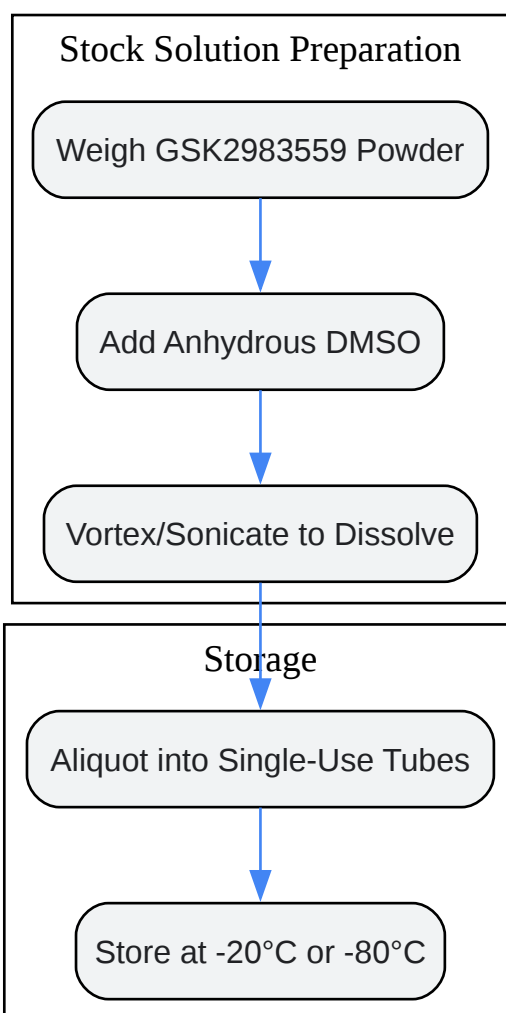 Stock Solution Preparation
Weigh GSK2983559 Powder
Add Anhydrous DMSO
Vortex/Sonicate to Dissolve
Storage
Aliquot into Single-Use Tubes
Store at -20°C or -80°C